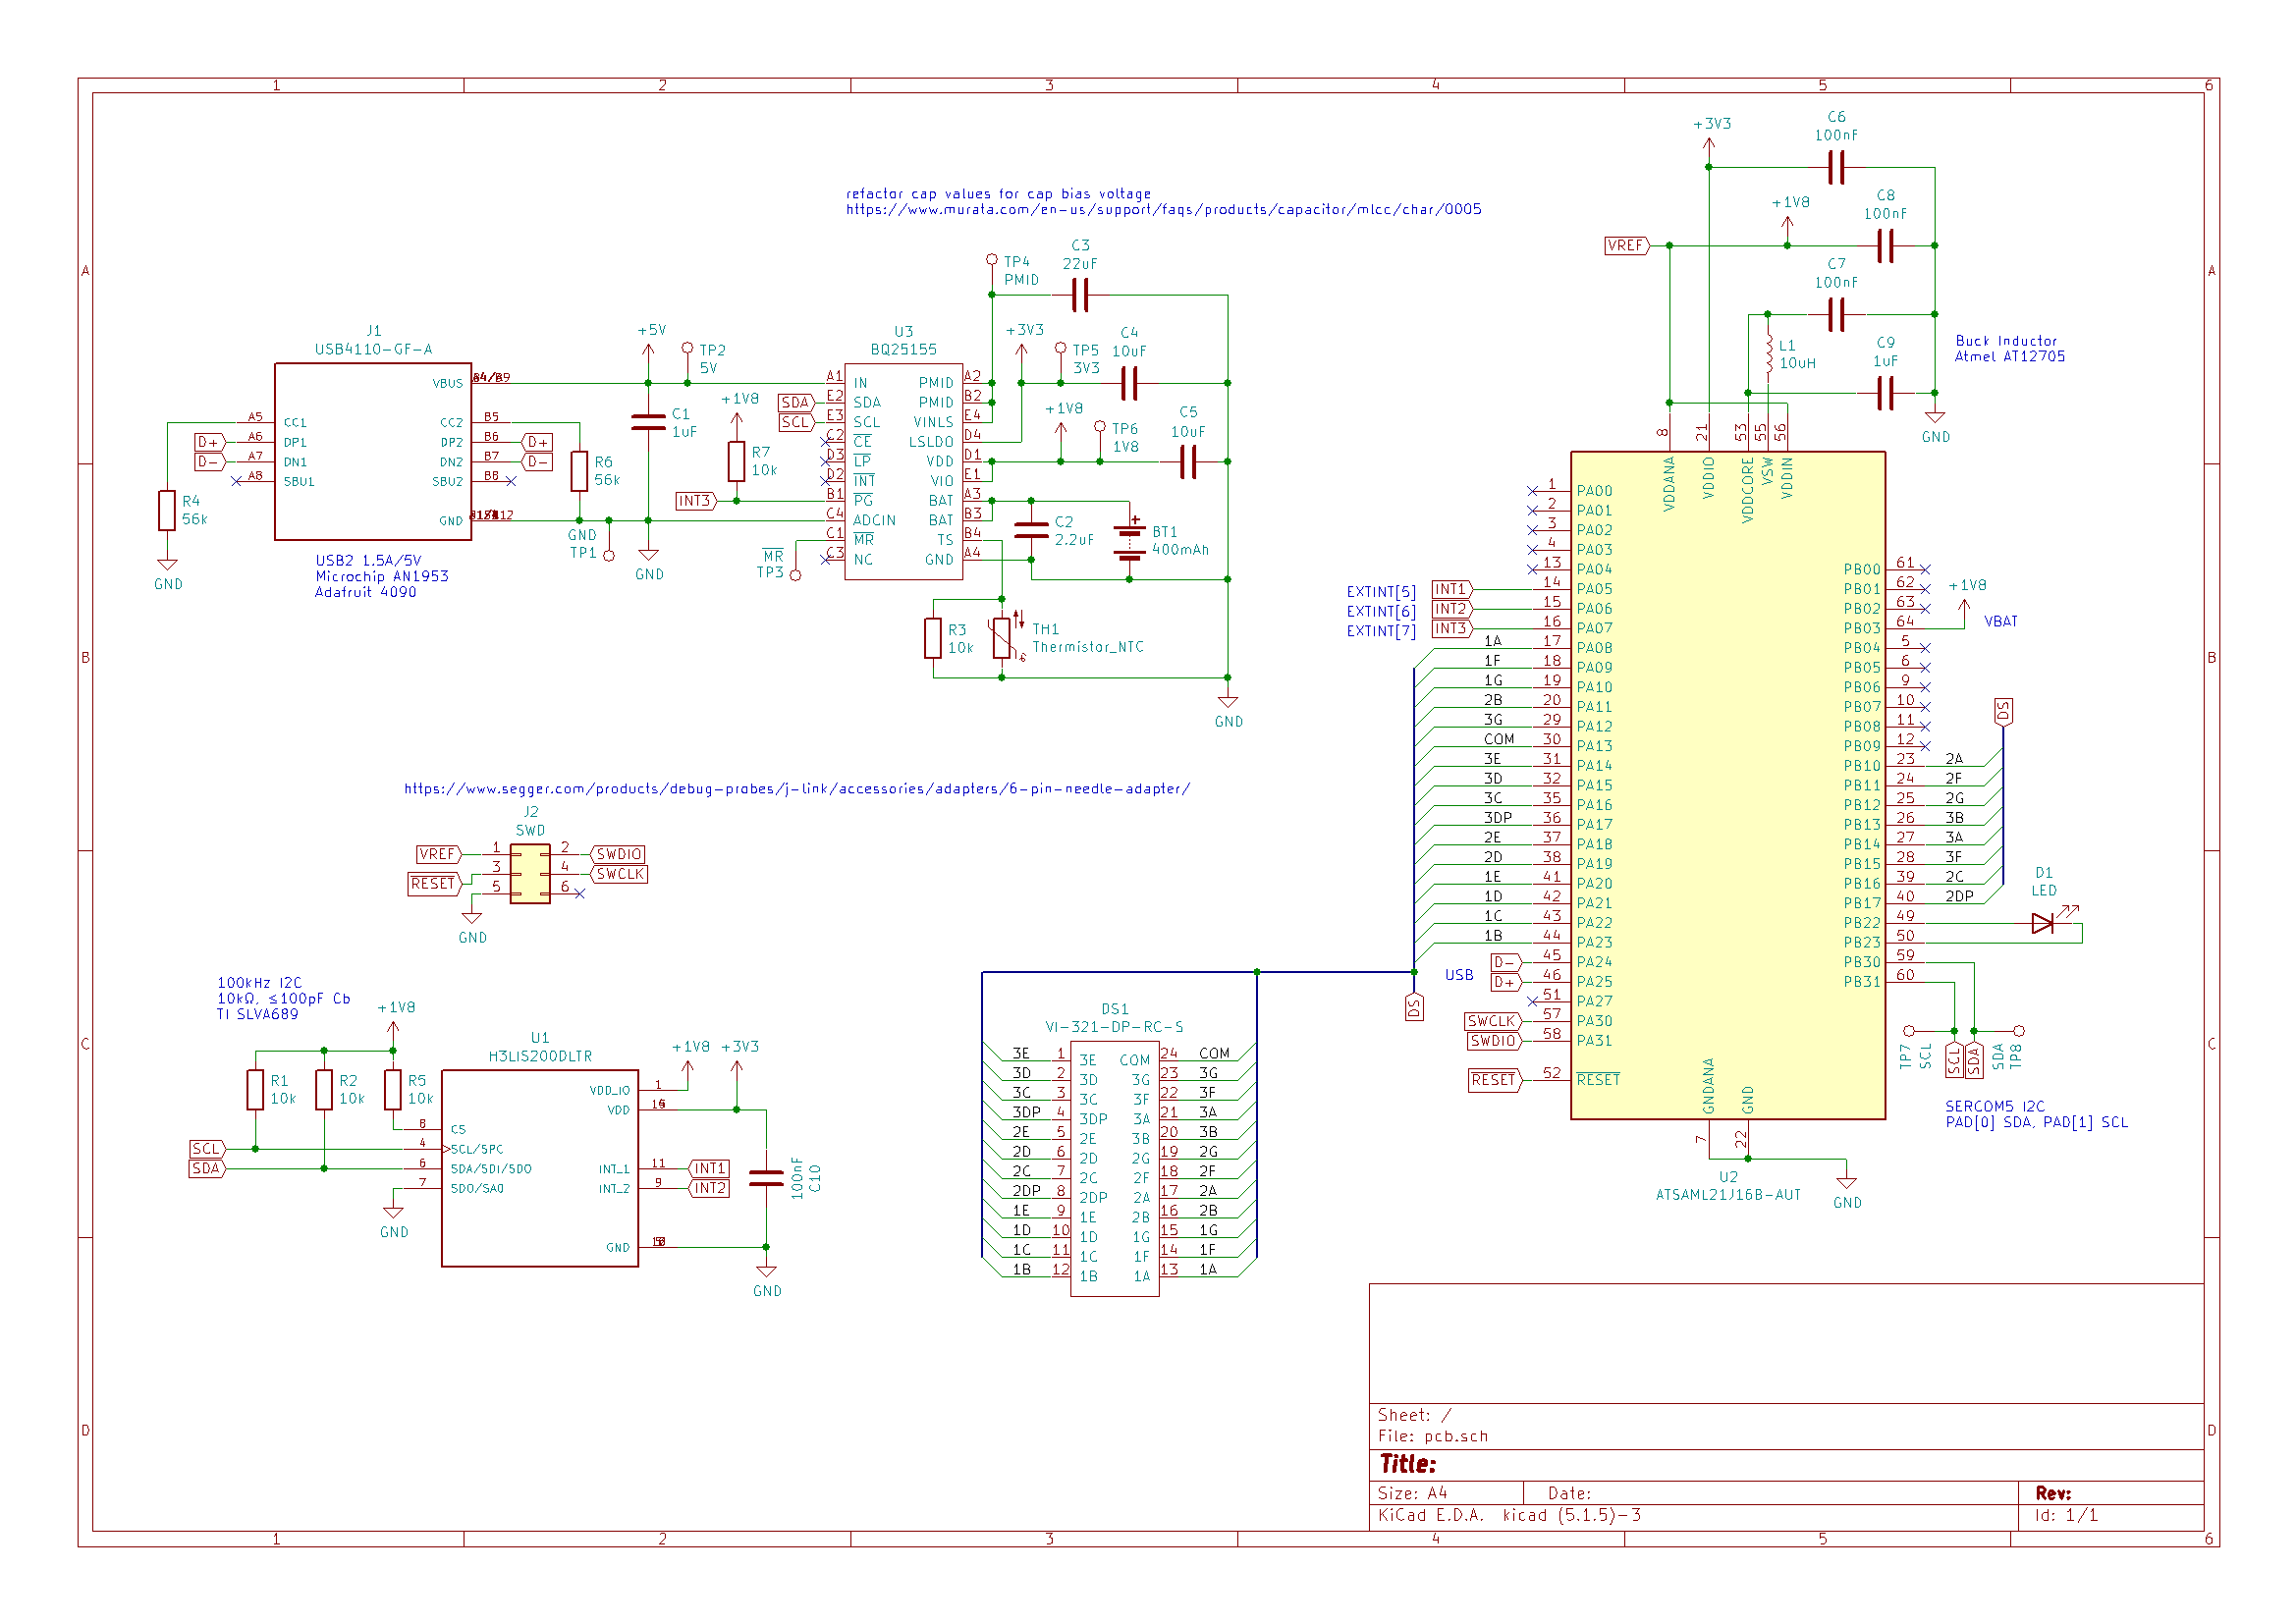 1 2 3 4 5 6
A
B
C
D
refactor cap values for cap bias voltage
https://www.murata.com/en-us/support/faqs/products/capacitor/mlcc/char/0005
J1
USB4110-GF-A
VBUS
A5 CC1 CC2 B5
D+ A6 DP1 DP2 B6 D+
D- A7 DN1 DN2 B7 D-
A8 SBU1 SBU2 B8
GND
R4
56k
GND
USB2 1.5A/5V
Microchip AN1953
Adafruit 4090
R6
56k
GND
TP1
+5V
TP2
5V
C1
1uF
GND
+1V8
R7
10k
INT3
SDA
SCL
MR
TP3
U3
BQ25155
A1 IN PMID A2
E2 SDA PMID B2
E3 SCL VINLS E4
C2 CE LSLDO D4
D3 LP VDD D1
D2 INT VIO E1
B1 PG BAT A3
C4 ADCIN BAT B3
C1 MR TS B4
C3 NC GND A4
TP4
PMID
C3
22uF
+3V3
TP5
3V3
C4
10uF
+1V8
TP6
1V8
C5
10uF
C2
2.2uF
BT1
400mAh
R3
10k
TH1
Thermistor_NTC
GND
https://www.segger.com/products/debug-probes/j-link/accessories/adapters/6-pin-needle-adapter/
J2
SWD
VREF 1 2 SWDIO
RESET 3 4 SWCLK
5 6
GND
100kHz I2C
10kΩ, ≤100pF Cb
TI SLVA689
+1V8
R1
10k
R2
10k
R5
10k
SCL
SDA
GND
U1
H3LIS200DLTR
VDD_IO 1
VDD
8 CS
4 SCL/SPC
6 SDA/SDI/SDO INT_1 11 INT1
7 SDO/SA0 INT_2 9 INT2
GND
+1V8 +3V3
100nF
C10
GND
DS1
VI-321-DP-RC-S
3E 1 3E COM 24 COM
3D 2 3D 3G 23 3G
3C 3 3C 3F 22 3F
3DP 4 3DP 3A 21 3A
2E 5 2E 3B 20 3B
2D 6 2D 2G 19 2G
2C 7 2C 2F 18 2F
2DP 8 2DP 2A 17 2A
1E 9 1E 2B 16 2B
1D 10 1D 1G 15 1G
1C 11 1C 1F 14 1F
1B 12 1B 1A 13 1A
DS
+3V3
C6
100nF
+1V8
C8
100nF
VREF
C7
100nF
L1
10uH
C9
1uF
GND
Buck Inductor
Atmel AT12705
8 21 53 55 56
VDDANA VDDIO VDDCORE VSW VDDIN
1 PA00
2 PA01
3 PA02
4 PA03
13 PA04
EXTINT[5] INT1 14 PA05
EXTINT[6] INT2 15 PA06
EXTINT[7] INT3 16 PA07
1A 17 PA08
1F 18 PA09
1G 19 PA10
2B 20 PA11
3G 29 PA12
COM 30 PA13
3E 31 PA14
3D 32 PA15
3C 35 PA16
3DP 36 PA17
2E 37 PA18
2D 38 PA19
1E 41 PA20
1D 42 PA21
1C 43 PA22
1B 44 PA23
USB
D- 45 PA24
D+ 46 PA25
51 PA27
SWCLK 57 PA30
SWDIO 58 PA31
RESET 52 RESET
PB00 61
PB01 62
PB02 63
PB03 64
+1V8
VBAT
PB04 5
PB05 6
PB06 9
PB07 10
PB08 11
PB09 12
PB10 23 2A
PB11 24 2F
PB12 25 2G
PB13 26 3B
PB14 27 3A
PB15 28 3F
PB16 39 2C
PB17 40 2DP
PB22 49
PB23 50
PB30 59
PB31 60
DS
D1
LED
TP7
SCL
SCL
SDA
SDA
TP8
SERCOM5 I2C
PAD[0] SDA, PAD[1] SCL
GNDANA GND
7 22
U2
ATSAML21J16B-AUT
GND
Sheet: /
File: pcb.sch
Title:
Size: A4 Date: Rev:
KiCad E.D.A. kicad (5.1.5)-3 Id: 1/1
A
B
C
D
1 2 3 4 5 6